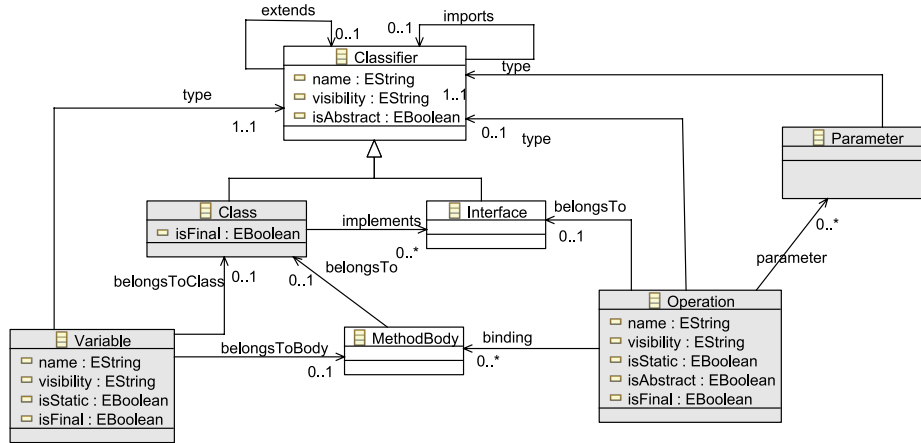 extends
imports
0..1
0..1
Classifier
name : EString
visibility : EString
isAbstract : EBoolean
type
1..1
type
1..1
0..1
type
Parameter
Class
isFinal : EBoolean
implements
0..*
Interface
belongsTo
0..1
0..*
parameter
belongsToClass
0..1
belongsTo
0..1
Operation
name : EString
visibility : EString
isStatic : EBoolean
isAbstract : EBoolean
isFinal : EBoolean
Variable
name : EString
visibility : EString
isStatic : EBoolean
isFinal : EBoolean
belongsToBody
0..1
MethodBody
binding
0..*